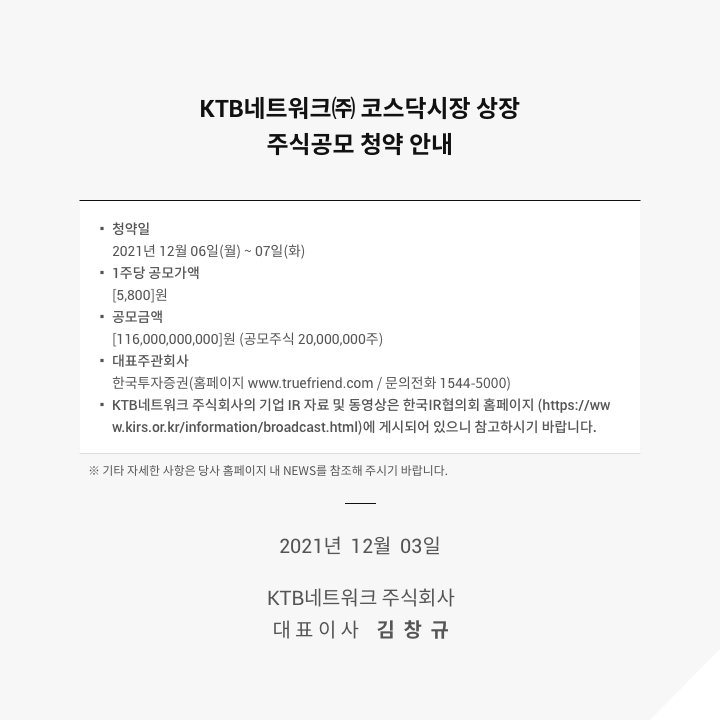 KTB네트워크㈜ 코스닥시장 상장
주식공모 청약 안내
▪ 청약일
2021년 12월 06일(월) ~ 07일(화)
▪ 1주당 공모가액
[5,800]원
▪ 공모금액
[116,000,000,000]원 (공모주식 20,000,000주)
▪ 대표주관회사
한국투자증권(홈페이지 www.truefriend.com / 문의전화 1544-5000)
▪ KTB네트워크 주식회사의 기업 IR 자료 및 동영상은 한국IR협의회 홈페이지 (https://ww
w.kirs.or.kr/information/broadcast.html)에 게시되어 있으니 참고하시기 바랍니다.
※ 기타 자세한 사항은 당사 홈페이지 내 NEWS를 참조해 주시기 바랍니다.
2021년 12월 03일
KTB네트워크 주식회사
대 표 이 사 김 창 규